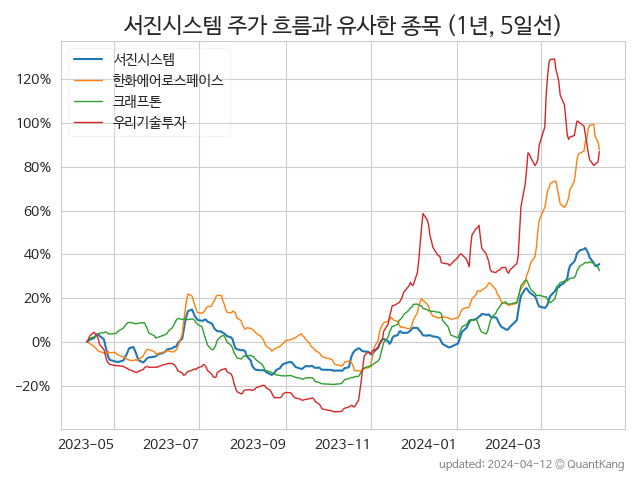 서진시스템 주가 흐름과 유사한 종목 (1년, 5일선)
서진시스템
한화에어로스페이스
크래프톤
우리기술투자
120%
100%
80%
60%
40%
20%
0%
−20%
2023-05 2023-07 2023-09 2023-11 2024-01 2024-03
updated: 2024-04-12 © QuantKang